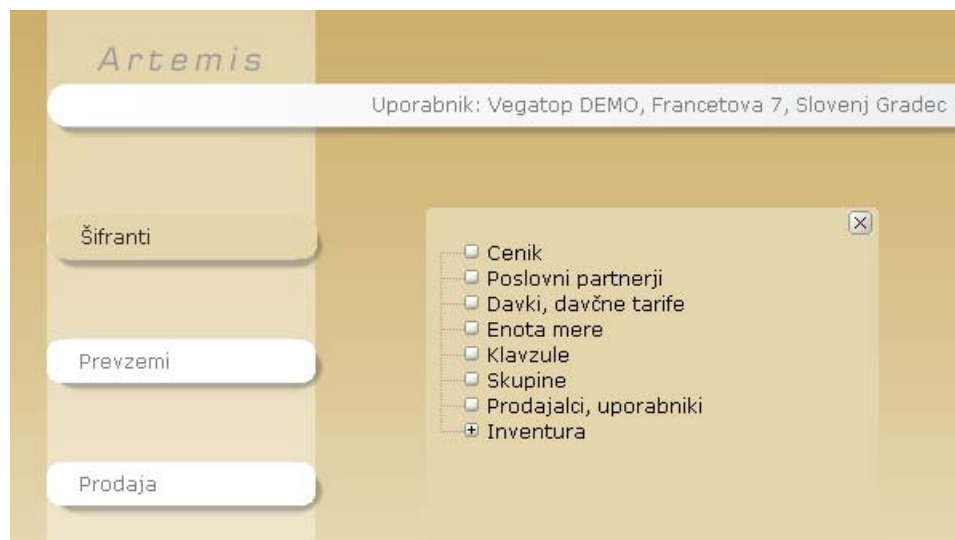 Artemis
Uporabnik: Vegatop DEMO, Francetova 7, Slovenj Gradec
Šifranti
Cenik
Poslovni partnerji
Davki, davčne tarife
Enota mere
Klavzule
Skupine
Prodajalci, uporabniki
Inventura
Prevzemi
Prodaja